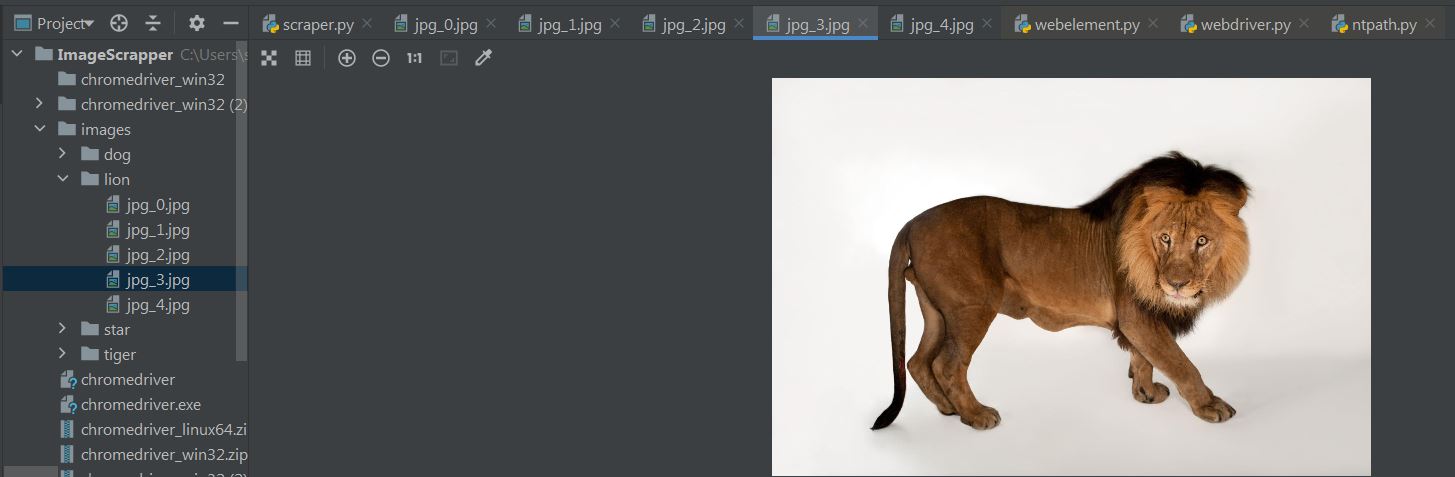 Project
scraper.py
jpg_0.jpg
jpg_1.jpg
jpg_2.jpg
jpg_3.jpg
jpg_4.jpg
webelement.py
webdriver.py
ntpath.py
1:1
ImageScrapper C:\Users\s
chromedriver_win32
chromedriver_win32 (2)
images
dog
lion
jpg_0.jpg
jpg_1.jpg
jpg_2.jpg
jpg_3.jpg
jpg_4.jpg
star
tiger
chromedriver
chromedriver.exe
chromedriver_linux64.zi
chromedriver_win32.zip